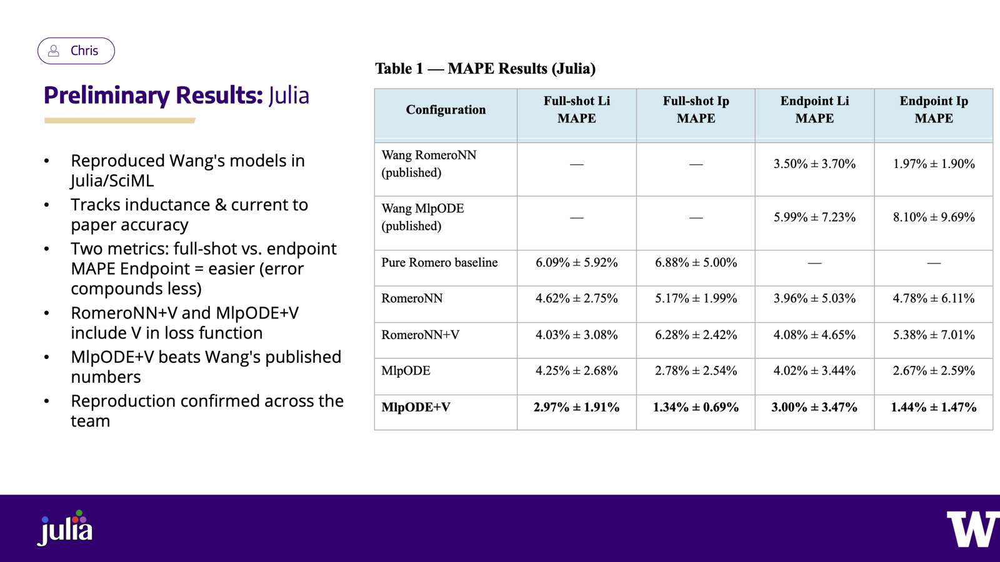 Chris
Preliminary Results: Julia
• Reproduced Wang's models in
Julia/SciML
• Tracks inductance & current to
paper accuracy
• Two metrics: full-shot vs. endpoint
MAPE Endpoint = easier (error
compounds less)
• RomeroNN+V and MlpODE+V
include V in loss function
• MlpODE+V beats Wang's published
numbers
• Reproduction confirmed across the
team
Table 1 — MAPE Results (Julia)
Configuration | Full-shot Li MAPE | Full-shot Ip MAPE | Endpoint Li MAPE | Endpoint Ip MAPE
Wang RomeroNN (published) | — | — | 3.50% ± 3.70% | 1.97% ± 1.90%
Wang MlpODE (published) | — | — | 5.99% ± 7.23% | 8.10% ± 9.69%
Pure Romero baseline | 6.09% ± 5.92% | 6.88% ± 5.00% | — | —
RomeroNN | 4.62% ± 2.75% | 5.17% ± 1.99% | 3.96% ± 5.03% | 4.78% ± 6.11%
RomeroNN+V | 4.03% ± 3.08% | 6.28% ± 2.42% | 4.08% ± 4.65% | 5.38% ± 7.01%
MlpODE | 4.25% ± 2.68% | 2.78% ± 2.54% | 4.02% ± 3.44% | 2.67% ± 2.59%
MlpODE+V | 2.97% ± 1.91% | 1.34% ± 0.69% | 3.00% ± 3.47% | 1.44% ± 1.47%
julia
W